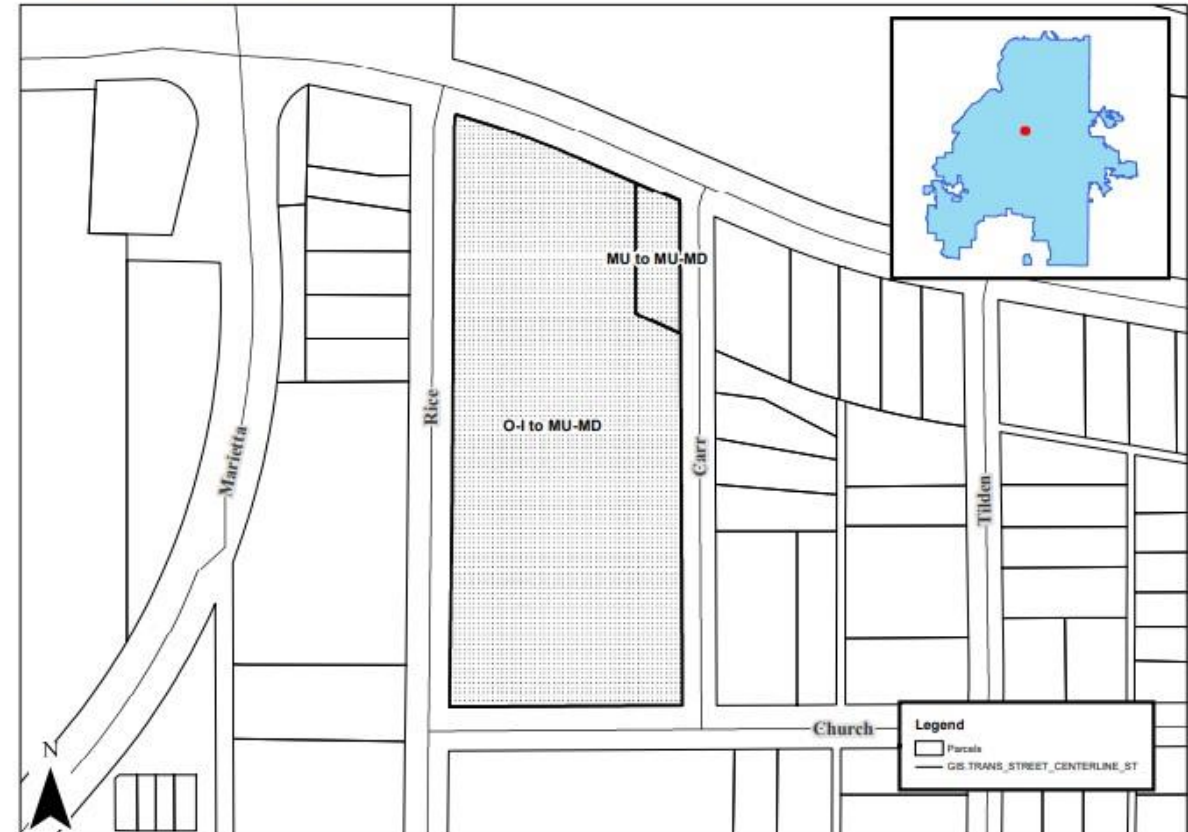 MU to MU-MD
O-I to MU-MD
Rice
Carr
Marietta
Tilden
Church
N
Legend
Parcels
GIS.TRANS_STREET_CENTERLINE_ST